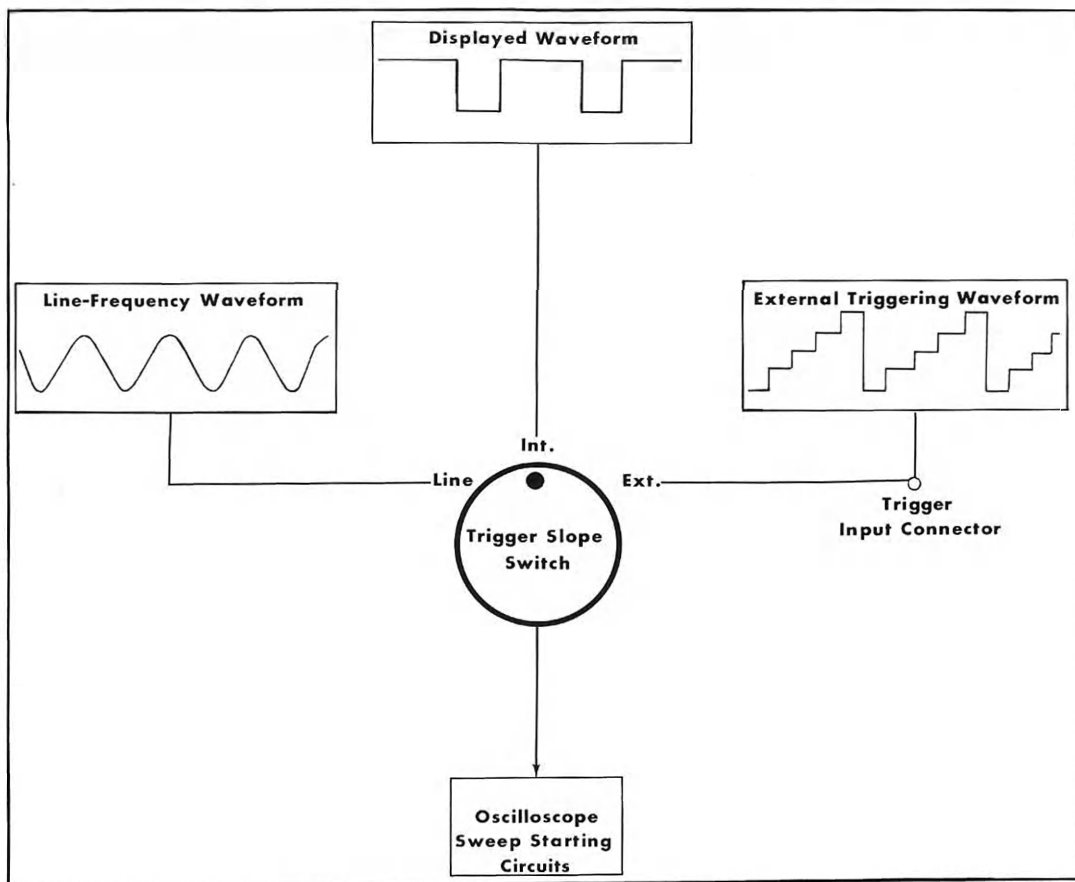 Displayed Waveform
Line-Frequency Waveform
External Triggering Waveform
Int.
Line
Ext.
Trigger
Input Connector
Trigger Slope
Switch
Oscilloscope
Sweep Starting
Circuits